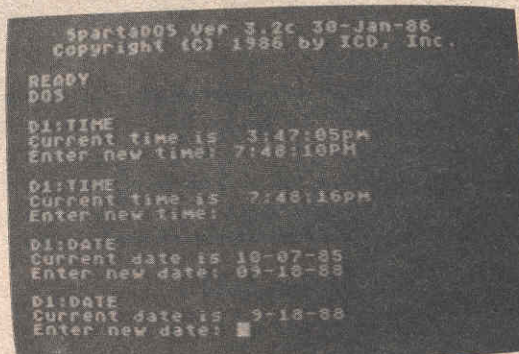 SpartaDOS Ver 3.2c 30-Jan-86
Copyright (C) 1986 by ICD, Inc.
READY
DOS
D1:TIME
Current time is 3:47:05pm
Enter new time: 7:48:10PM
D1:TIME
Current time is 7:48:16pm
Enter new time:
D1:DATE
Current date is 10-07-85
Enter new date: 09-18-88
D1:DATE
Current date is 9-18-88
Enter new date: